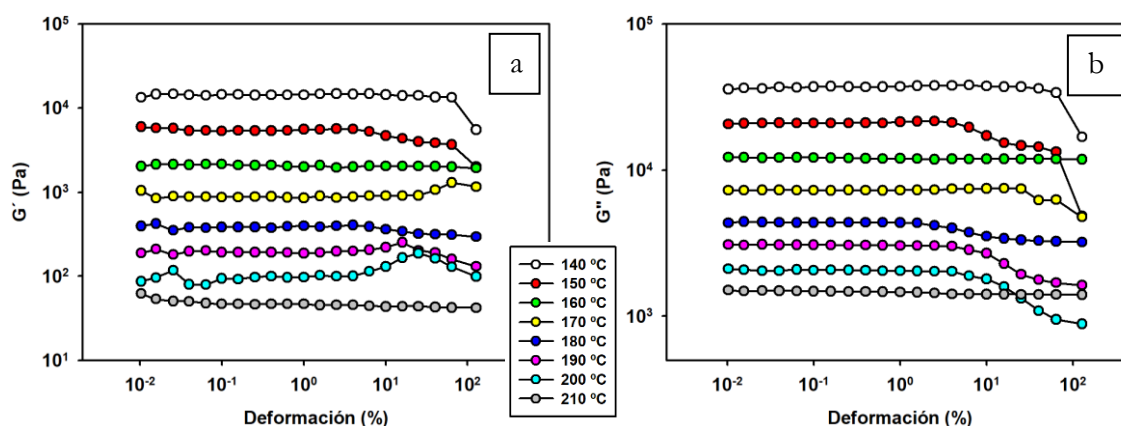 a
G´ (Pa)
10⁵
10⁴
10³
10²
10¹
10⁻²
10⁻¹
10⁰
10¹
10²
Deformación (%)
140 ºC
150 ºC
160 ºC
170 ºC
180 ºC
190 ºC
200 ºC
210 ºC
b
G" (Pa)
10⁵
10⁴
10³
10⁻²
10⁻¹
10⁰
10¹
10²
Deformación (%)